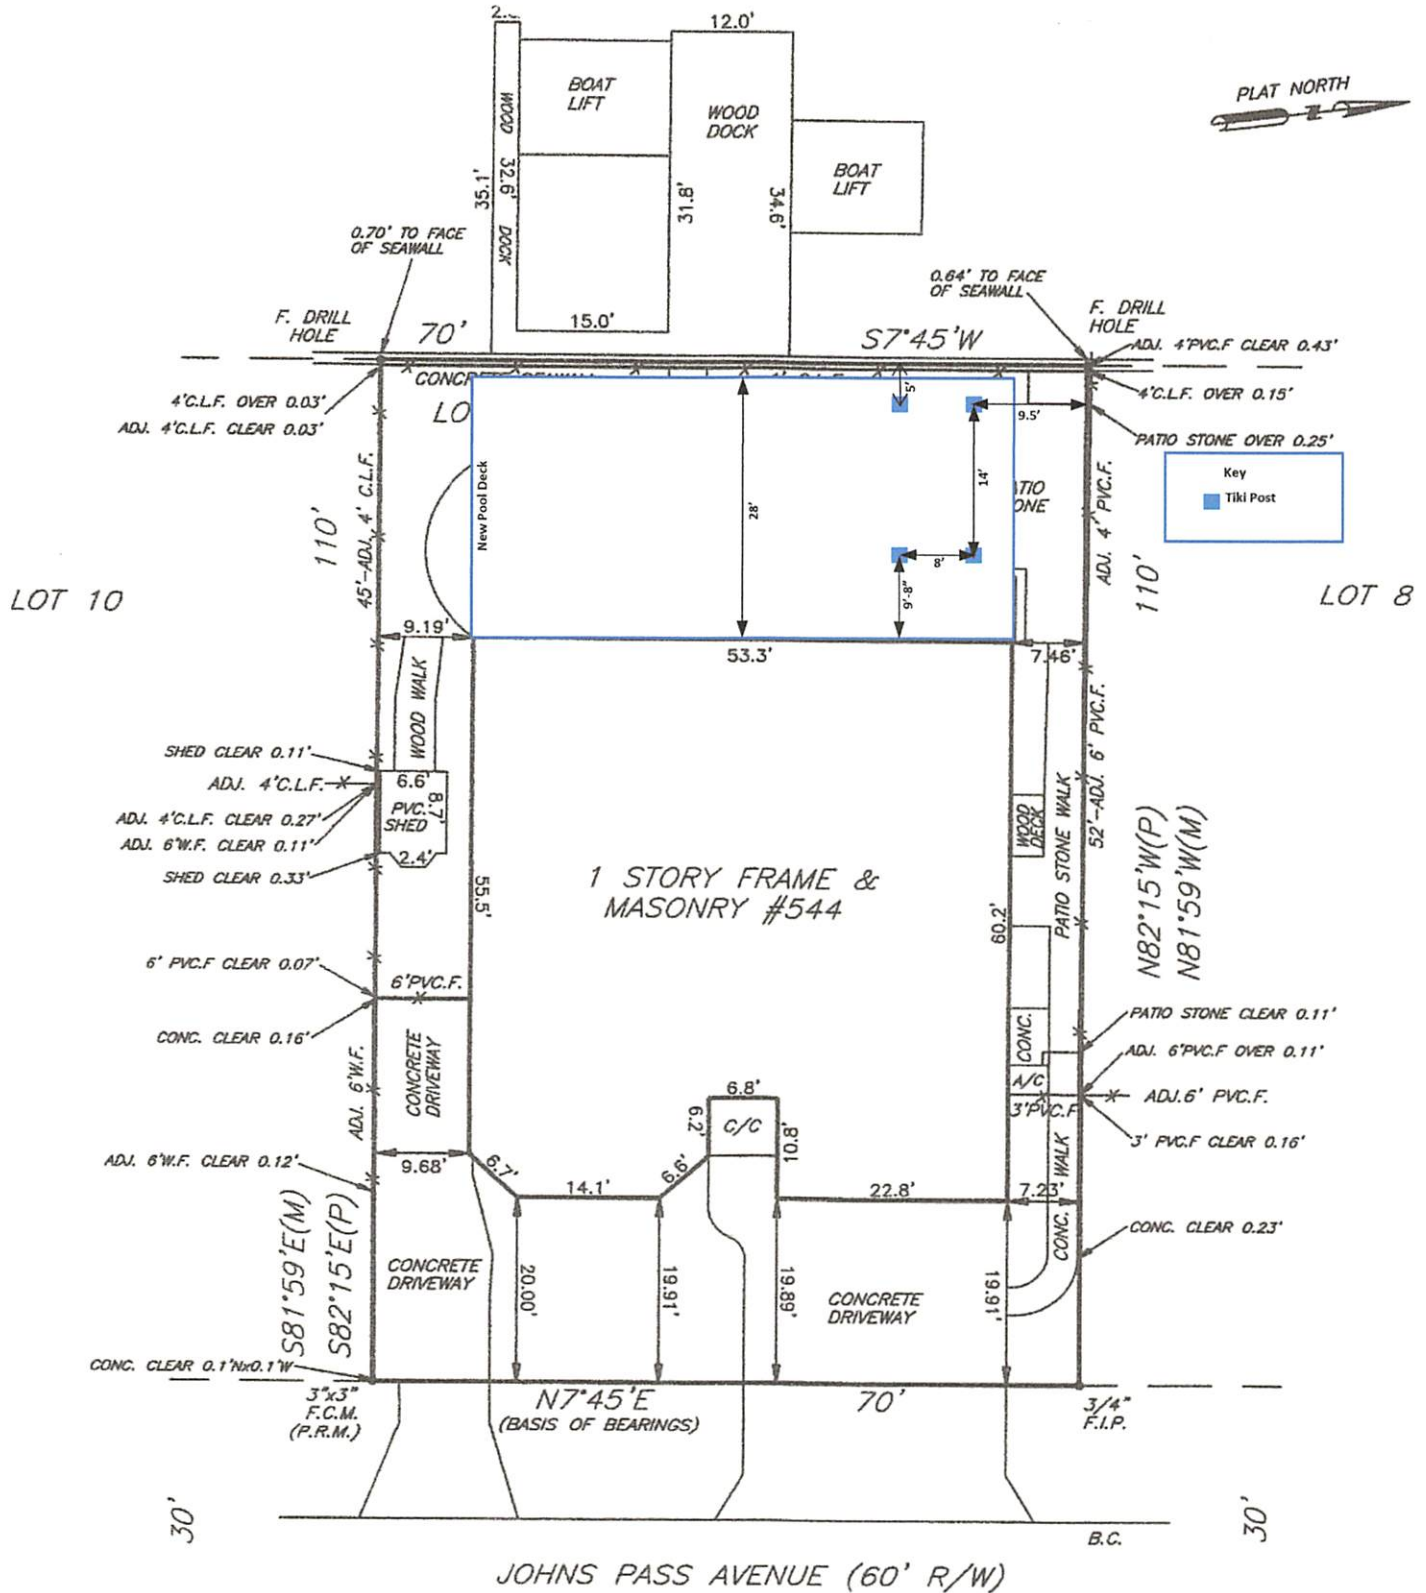 2.
12.0'
BOAT
LIFT
WOOD
DOCK
BOAT
LIFT
PLAT NORTH
N
WOOD 32.6' DOCK
35.1'
31.8'
34.6'
15.0'
0.70' TO FACE
OF SEAWALL
0.64' TO FACE
OF SEAWALL
F. DRILL
HOLE
70'
S7°45'W
F. DRILL
HOLE
ADJ. 4'PVC.F CLEAR 0.43'
4'C.L.F. OVER 0.03'
ADJ. 4'C.L.F. CLEAR 0.03'
4'C.L.F. OVER 0.15'
PATIO STONE OVER 0.25'
LO
5'
9.5'
14'
8'
9'-8"
28'
New Pool Deck
TIO
ONE
Key
Tiki Post
45'-ADJ. 4' C.L.F.
110'
ADJ. 4' PVC.F.
110'
LOT 10
LOT 8
9.19'
53.3'
7.46'
WOOD WALK
SHED CLEAR 0.11'
ADJ. 4'C.L.F.
ADJ. 4'C.L.F. CLEAR 0.27'
ADJ. 6'W.F. CLEAR 0.11'
SHED CLEAR 0.33'
6.6'
8.7'
PVC.
SHED
2.4'
52'-ADJ. 6' PVC.F.
WOOD
DECK
PATIO STONE WALK
1 STORY FRAME &
MASONRY #544
55.5'
60.2'
N82°15'W(P)
N81°59'W(M)
6' PVC.F CLEAR 0.07'
6'PVC.F.
CONC. CLEAR 0.16'
CONCRETE
DRIVEWAY
ADJ. 6'W.F.
CONC.
A/C
3'PVC.F
PATIO STONE CLEAR 0.11'
ADJ. 6'PVC.F OVER 0.11'
ADJ.6' PVC.F.
3' PVC.F CLEAR 0.16'
6.8'
6.2'
C/C
10.8'
ADJ. 6'W.F. CLEAR 0.12'
9.68'
6.7'
14.1'
6.6'
22.8'
7.23'
CONC. WALK
CONC. CLEAR 0.23'
S81°59'E(M)
S82°15'E(P)
CONCRETE
DRIVEWAY
20.00'
19.91'
19.89'
CONCRETE
DRIVEWAY
19.91'
CONC. CLEAR 0.1'Nx0.1'W
3"x3"
F.C.M.
(P.R.M.)
N7°45'E
(BASIS OF BEARINGS)
70'
3/4"
F.I.P.
30'
30'
B.C.
JOHNS PASS AVENUE (60' R/W)